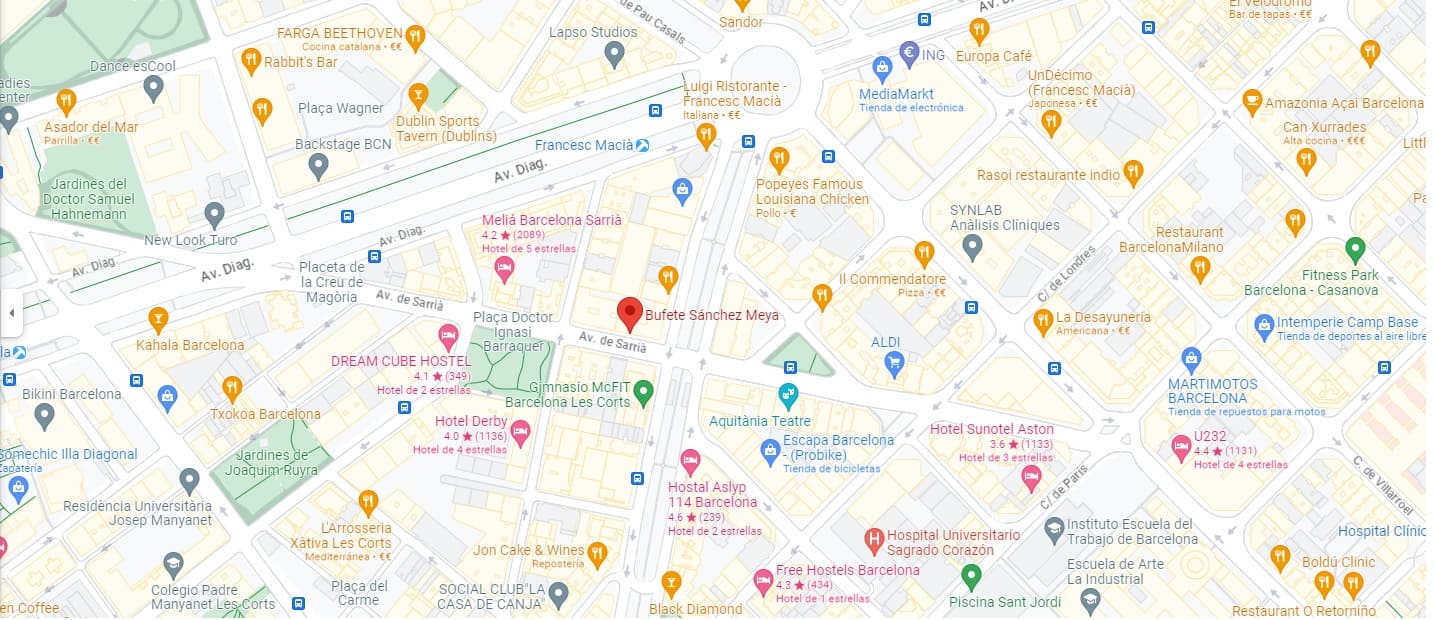 de Pau Casals
Sandor
El Velódromo
Bar de tapas • €€
Av. D
FARGA BEETHOVEN
Cocina catalana • €€
Lapso Studios
ING
Europa Café
Rabbit's Bar
Dance esCool
adies
enter
MediaMarkt
Tienda de electrónica
UnDécimo
(Francesc Macià)
Japonesa • €€
Luigi Ristorante -
Francesc Macià
Italiana • €€
Plaça Wagner
Amazonia Açai Barcelona
Asador del Mar
Parrilla • €€
Dublin Sports
Tavern (Dublins)
Can Xurrades
Alta cocina • €€€
Backstage BCN
Francesc Macià
Littl
Av. Diag.
Rasoi restaurante indio
Jardines del
Doctor Samuel
Hahnemann
Popeyes Famous
Louisiana Chicken
Pollo • €
Pa
SYNLAB
Anàlisis Clíniques
Meliá Barcelona Sarrià
4.2 ★ (2089)
Hotel de 5 estrellas
New Look Turo
Av. Diag.
Restaurant
BarcelonaMilano
Av. Diag.
Av. Diag.
Placeta de
la Creu de
Magòria
C/ de Londres
Fitness Park
Barcelona - Casanova
Il Commendatore
Pizza • €€
Av. de Sarrià
Plaça Doctor
Ignasi
Barraquer
Bufete Sánchez Meya
La Desayuneria
Americana • €€
Intemperie Camp Base
Tienda de deportes al aire libre
Kahala Barcelona
Av. de Sarrià
ALDI
la
DREAM CUBE HOSTEL
4.1 ★ (349)
Hotel de 2 estrellas
MARTIMOTOS
BARCELONA
Tienda de repuestos para motos
Bikini Barcelona
Gimnasio McFIT
Barcelona Les Corts
Txokoa Barcelona
Aquitània Teatre
Hotel Derby
4.0 ★ (1136)
Hotel de 4 estrellas
Hotel Sunotel Aston
3.6 ★ (1133)
Hotel de 3 estrellas
U232
4.4 ★ (1131)
Hotel de 4 estrellas
Escapa Barcelona
- (Probike)
Tienda de bicicletas
Somechic Illa Diagonal
Zapatería
Jardines de
Joaquim Ruyra
C/ de París
C. de Villarroel
Hostal Aslyp
114 Barcelona
4.6 ★ (239)
Hotel de 2 estrellas
Residència Universitària
Josep Manyanet
L'Arrosseria
Xàtiva Les Corts
Mediterránea • €€
Instituto Escuela del
Trabajo de Barcelona
Hospital Clínic
Hospital Universitario
Sagrado Corazón
Jon Cake & Wines
Repostería
Free Hostels Barcelona
4.3 ★ (434)
Hotel de 1 estrellas
Escuela de Arte
La Industrial
Boldú Clinic
Colegio Padre
Manyanet Les Corts
Plaça del
Carme
SOCIAL CLUB"LA
CASA DE CANJA"
Piscina Sant Jordi
en Coffee
Black Diamond
Restaurant O Retorniño